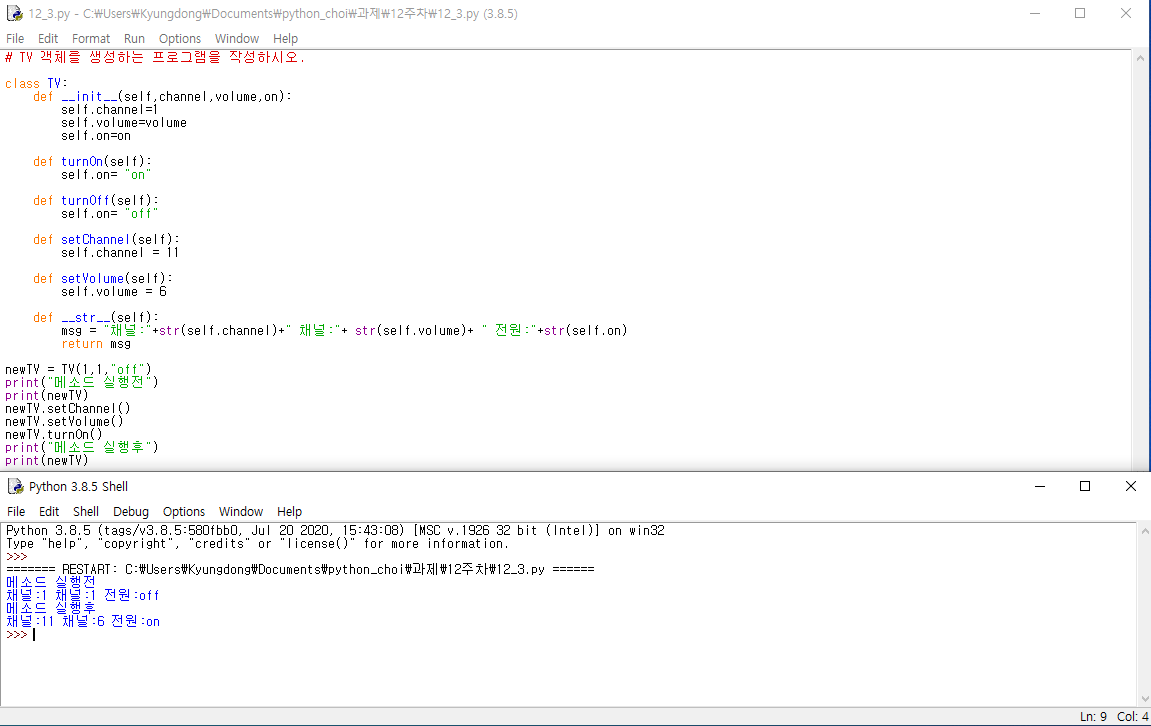 12_3.py - C:₩Users₩Kyungdong₩Documents₩python_choi₩과제₩12주차₩12_3.py (3.8.5)
File Edit Format Run Options Window Help
# TV 객체를 생성하는 프로그램을 작성하시오.
class TV:
    def __init__(self,channel,volume,on):
        self.channel=1
        self.volume=volume
        self.on=on
    def turnOn(self):
        self.on= "on"
    def turnOff(self):
        self.on= "off"
    def setChannel(self):
        self.channel = 11
    def setVolume(self):
        self.volume = 6
    def __str__(self):
        msg = "채널:"+str(self.channel)+" 채널:"+ str(self.volume)+ " 전원:"+str(self.on)
        return msg
newTV = TV(1,1,"off")
print("메소드 실행전")
print(newTV)
newTV.setChannel()
newTV.setVolume()
newTV.turnOn()
print("메소드 실행후")
print(newTV)
Python 3.8.5 Shell
File Edit Shell Debug Options Window Help
Python 3.8.5 (tags/v3.8.5:580fbb0, Jul 20 2020, 15:43:08) [MSC v.1926 32 bit (Intel)] on win32
Type "help", "copyright", "credits" or "license()" for more information.
>>>
======= RESTART: C:₩Users₩Kyungdong₩Documents₩python_choi₩과제₩12주차₩12_3.py ======
메소드 실행전
채널:1 채널:1 전원:off
메소드 실행후
채널:11 채널:6 전원:on
>>>
Ln: 9 Col: 4